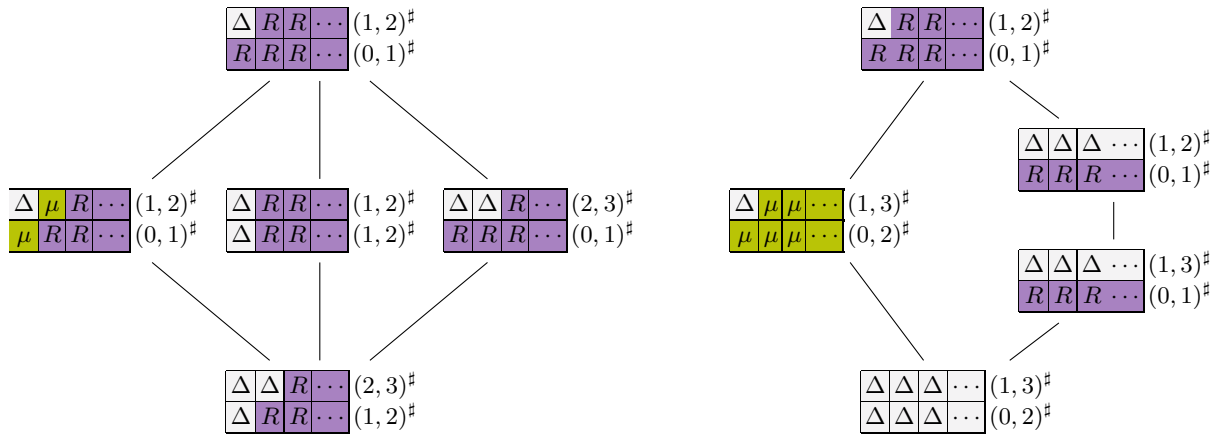 Δ R R ⋯ (1, 2)♯
R R R ⋯ (0, 1)♯
Δ μ R ⋯ (1, 2)♯
μ R R ⋯ (0, 1)♯
Δ R R ⋯ (1, 2)♯
Δ R R ⋯ (1, 2)♯
Δ Δ R ⋯ (2, 3)♯
R R R ⋯ (0, 1)♯
Δ Δ R ⋯ (2, 3)♯
Δ R R ⋯ (1, 2)♯
Δ R R ⋯ (1, 2)♯
R R R ⋯ (0, 1)♯
Δ Δ Δ ⋯ (1, 2)♯
R R R ⋯ (0, 1)♯
Δ μ μ ⋯ (1, 3)♯
μ μ μ ⋯ (0, 2)♯
Δ Δ Δ ⋯ (1, 3)♯
R R R ⋯ (0, 1)♯
Δ Δ Δ ⋯ (1, 3)♯
Δ Δ Δ ⋯ (0, 2)♯